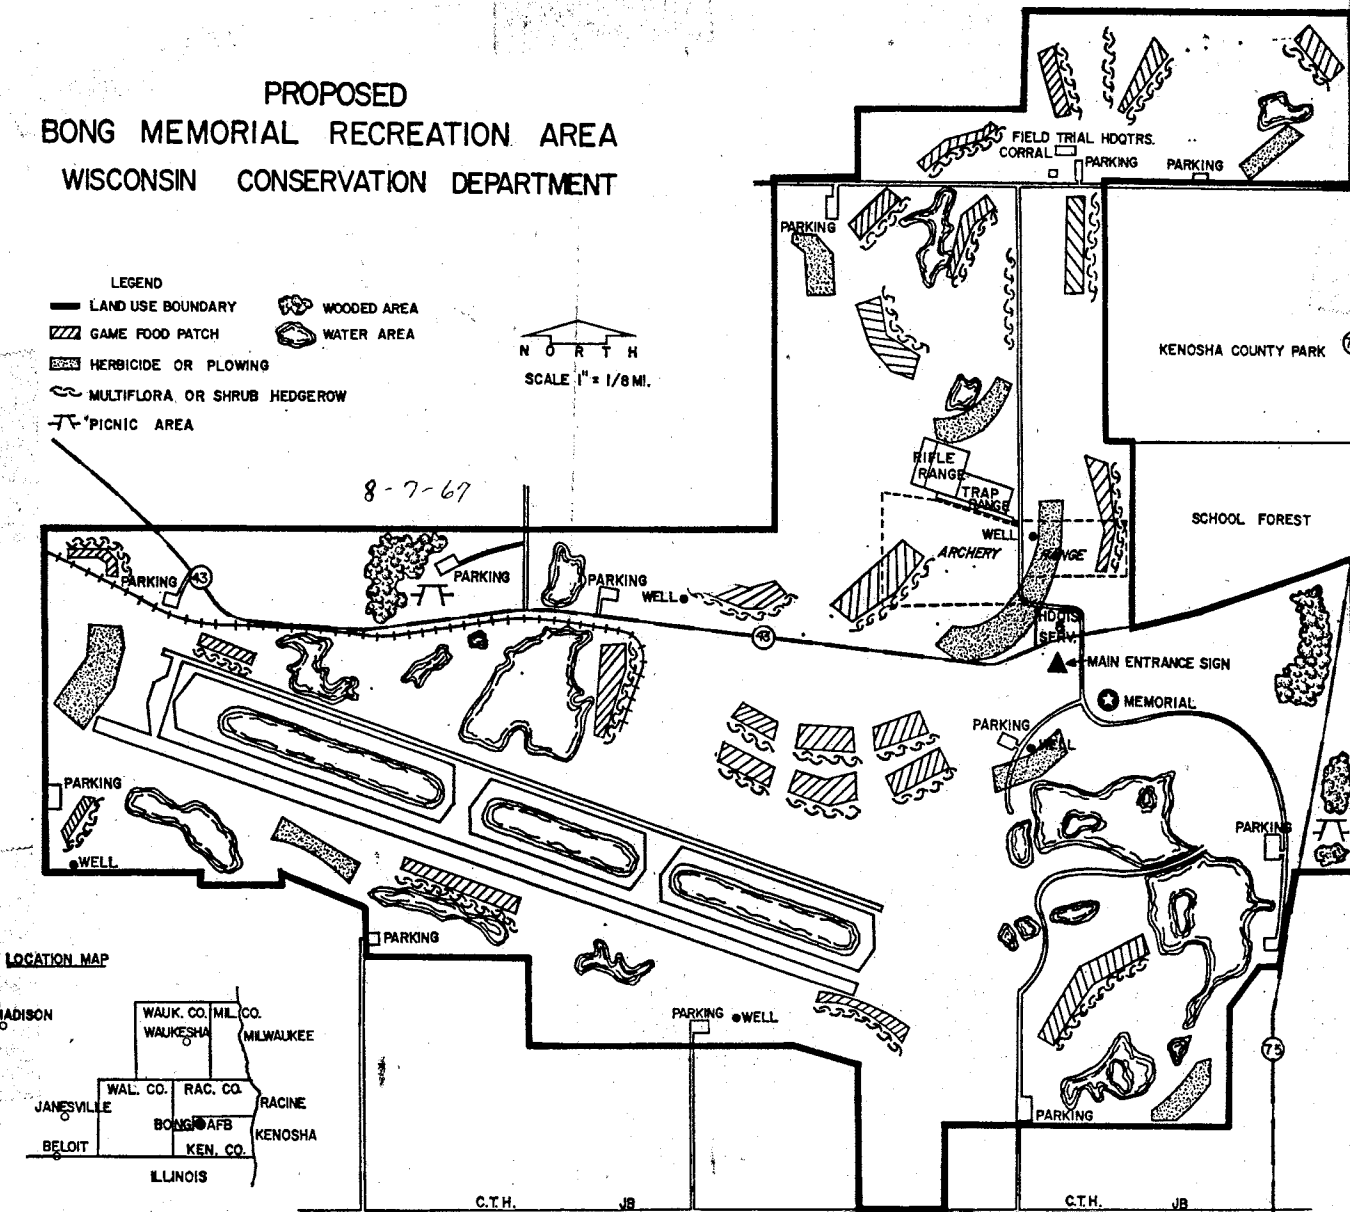 PROPOSED
BONG MEMORIAL RECREATION AREA
WISCONSIN CONSERVATION DEPARTMENT
LEGEND
LAND USE BOUNDARY
WOODED AREA
GAME FOOD PATCH
WATER AREA
HERBICIDE OR PLOWING
MULTIFLORA OR SHRUB HEDGEROW
PICNIC AREA
NORTH
SCALE 1" = 1/8 MI.
8-7-67
FIELD TRIAL HDQTRS.
CORRAL
PARKING
PARKING
PARKING
KENOSHA COUNTY PARK
RIFLE
RANGE
TRAP
RANGE
SCHOOL FOREST
WELL
ARCHERY RANGE
PARKING
43
PARKING
PARKING
WELL
43
HDQTS
SERV.
MAIN ENTRANCE SIGN
MEMORIAL
PARKING
WELL
PARKING
WELL
PARKING
PARKING
PARKING
WELL
75
PARKING
LOCATION MAP
MADISON
WAUK. CO.
MIL. CO.
WAUKESHA
MILWAUKEE
WAL. CO.
RAC. CO.
JANESVILLE
RACINE
BONG AFB
KENOSHA
BELOIT
KEN. CO.
ILLINOIS
C.T.H. JB
C.T.H. JB